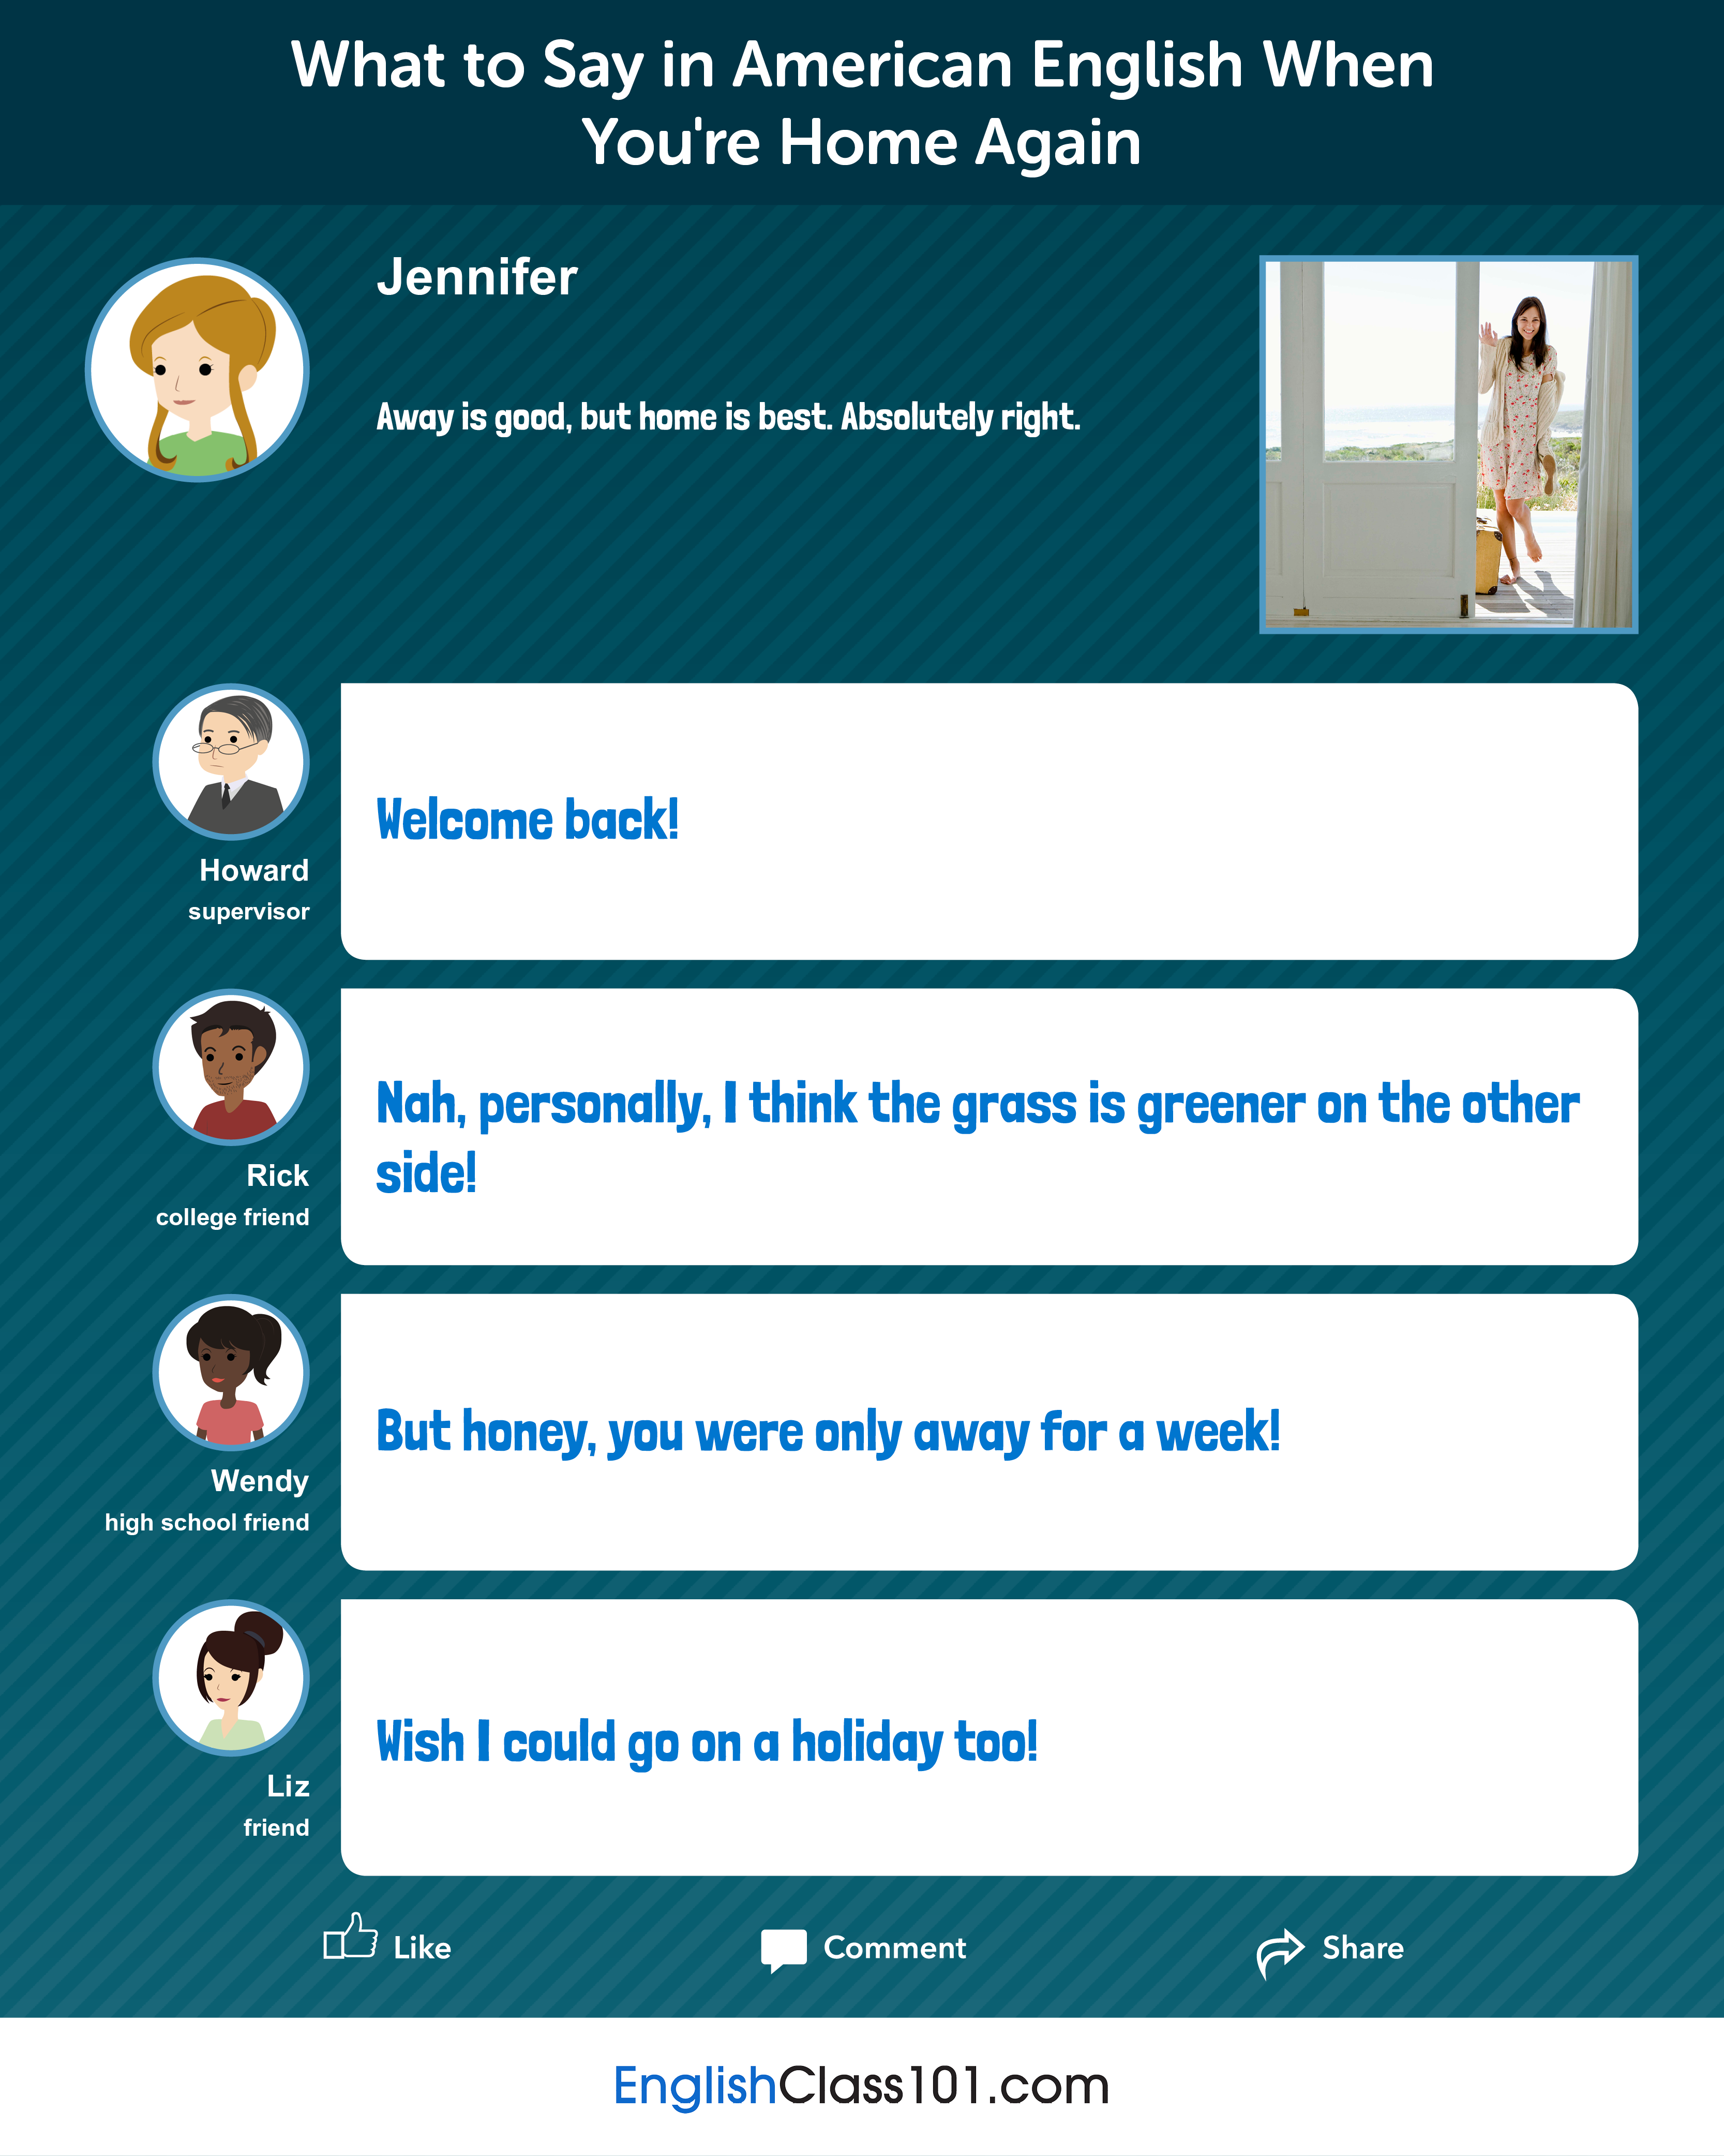 What to Say in American English When
You're Home Again
Jennifer
Away is good, but home is best. Absolutely right.
Howard
supervisor
Welcome back!
Rick
college friend
Nah, personally, I think the grass is greener on the other
side!
Wendy
high school friend
But honey, you were only away for a week!
Liz
friend
Wish I could go on a holiday too!
Like
Comment
Share
EnglishClass101.com